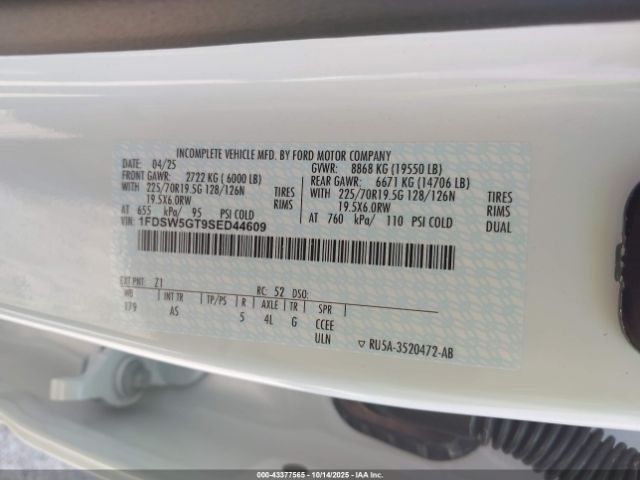 INCOMPLETE VEHICLE MFD. BY FORD MOTOR COMPANY
DATE: 04/25 GVWR: 8868 KG (19550 LB)
FRONT GAWR: 2722 KG (6000 LB) REAR GAWR: 6671 KG (14706 LB)
WITH 225/70R19.5G 128/126N TIRES WITH 225/70R19.5G 128/126N TIRES
19.5X6.0RW RIMS 19.5X6.0RW RIMS
AT 655 kPa/ 95 PSI COLD AT 760 kPa/ 110 PSI COLD
VIN: 1FDSW5GT9SED44609
EXT PNT: Z1 RC: 52 DSO:
WB INT TR TP/PS R AXLE TR SPR
179 AS 5 4L G CCEE
ULN
RU5A-3520472-AB
000-43377565 10/14/2025 IAAI.COM